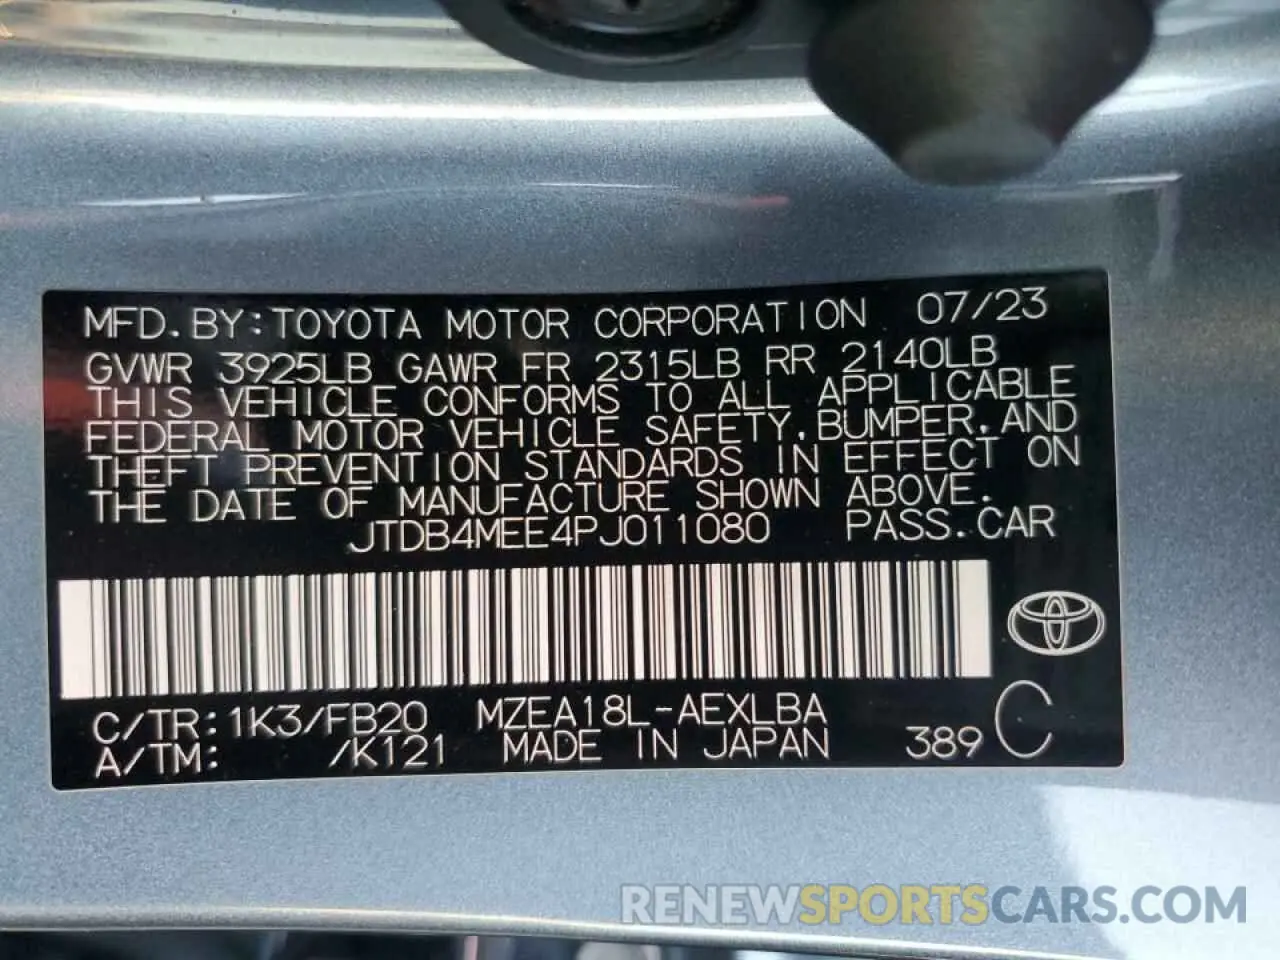 MFD. BY: TOYOTA MOTOR CORPORATION 07/23
GVWR 3925LB GAWR FR 2315LB RR 2140LB
THIS VEHICLE CONFORMS TO ALL APPLICABLE
FEDERAL MOTOR VEHICLE SAFETY, BUMPER, AND
THEFT PREVENTION STANDARDS IN EFFECT ON
THE DATE OF MANUFACTURE SHOWN ABOVE.
JTDB4MEE4PJ011080 PASS. CAR
C/TR: 1K3/FB20 MZEA18L-AEXLBA
A/TM: /K121 MADE IN JAPAN 389 C
RENEWSPORTSCARS.COM